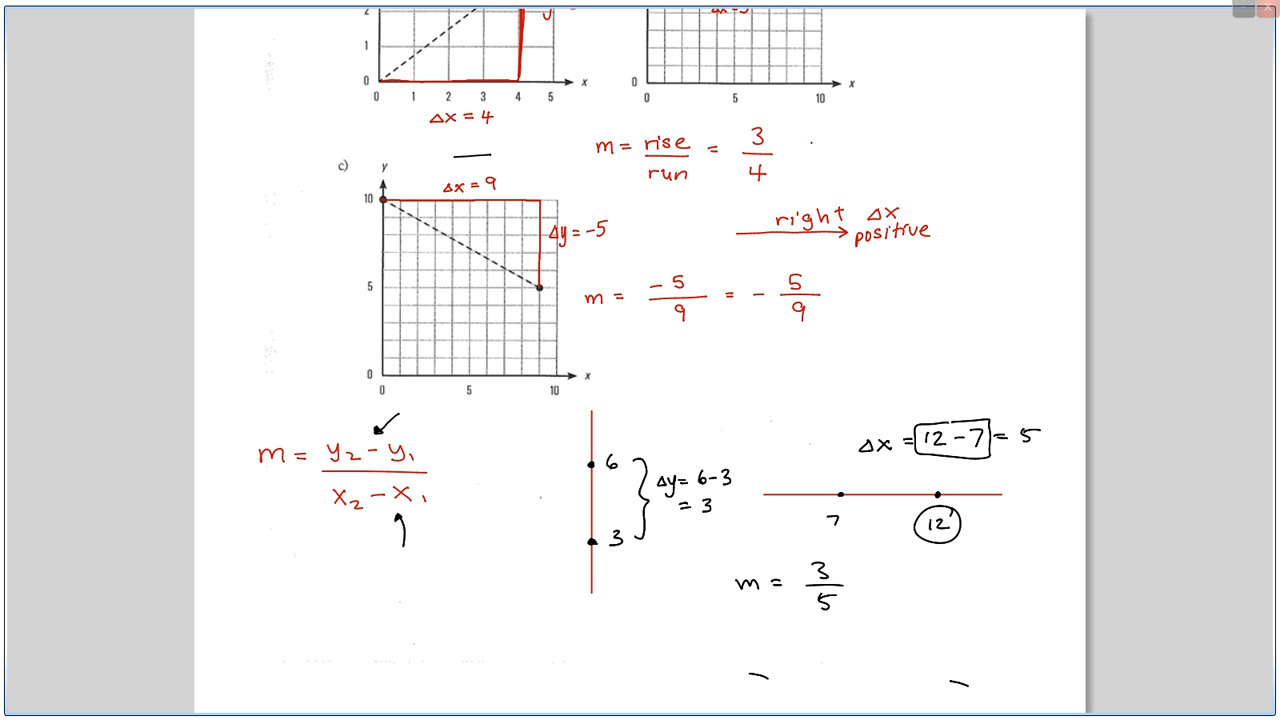 2
1
0
0 1 2 3 4 5 x
Δx = 4
0
0 5 10 x
m = rise/run = 3/4
c)
y
Δx = 9
10
Δy = -5
right Δx
positive
5
m = -5/9 = - 5/9
0
0 5 10 x
m = y₂ - y₁ / x₂ - x₁
6
Δy = 6-3
= 3
3
Δx = 12 - 7 = 5
7 12
m = 3/5